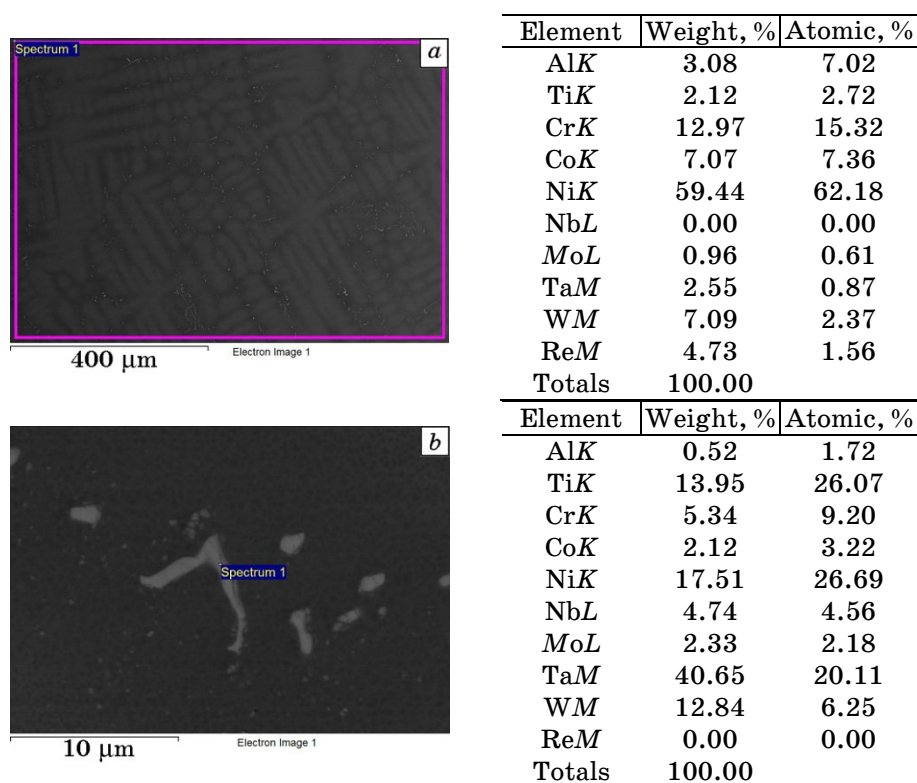 Spectrum 1
a
400 μm
Electron Image 1
Element Weight, % Atomic, %
AlK 3.08 7.02
TiK 2.12 2.72
CrK 12.97 15.32
CoK 7.07 7.36
NiK 59.44 62.18
NbL 0.00 0.00
MoL 0.96 0.61
TaM 2.55 0.87
WM 7.09 2.37
ReM 4.73 1.56
Totals 100.00
b
Spectrum 1
10 μm
Electron Image 1
Element Weight, % Atomic, %
AlK 0.52 1.72
TiK 13.95 26.07
CrK 5.34 9.20
CoK 2.12 3.22
NiK 17.51 26.69
NbL 4.74 4.56
MoL 2.33 2.18
TaM 40.65 20.11
WM 12.84 6.25
ReM 0.00 0.00
Totals 100.00